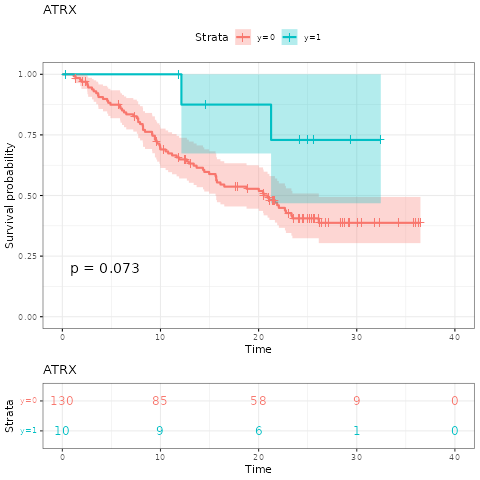 ATRX
Strata y=0 y=1
Survival probability
1.00
0.75
0.50
0.25
0.00
p = 0.073
0 10 20 30 40
Time
ATRX
Strata
y=0 130 85 58 9 0
y=1 10 9 6 1 0
0 10 20 30 40
Time